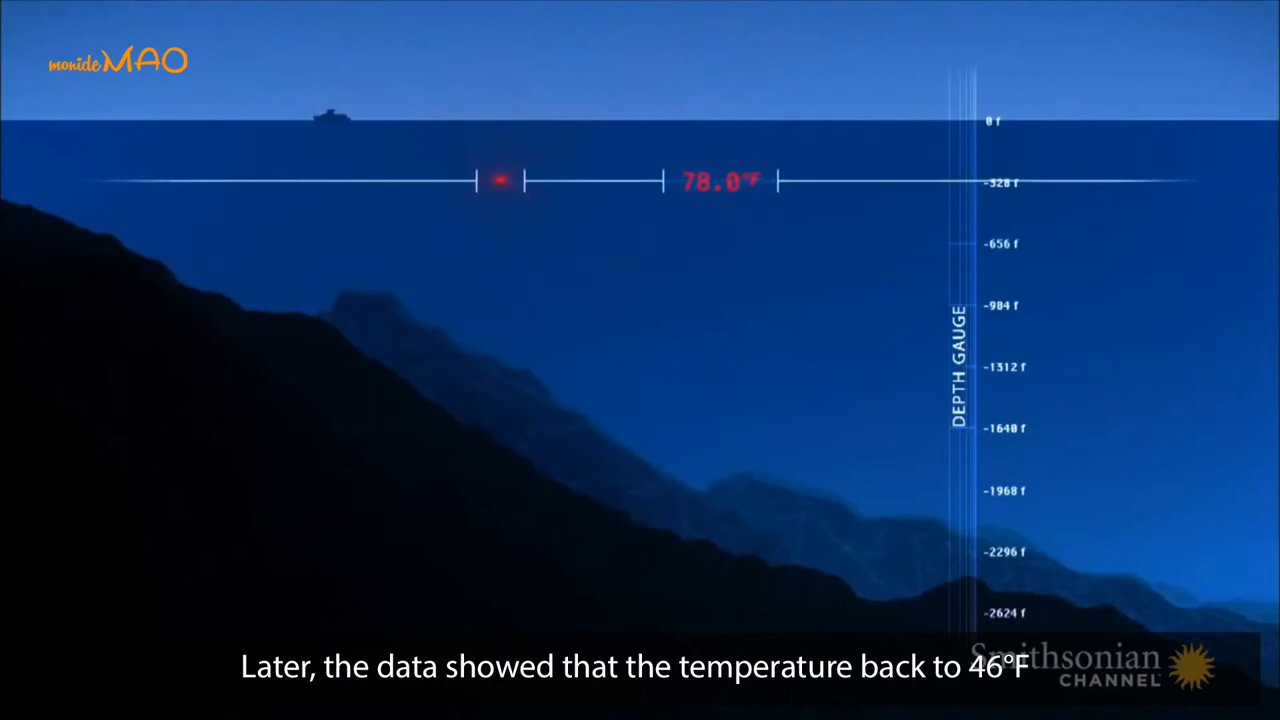 monideMAO
0 f
78.0°F
-328 f
-656 f
-984 f
DEPTH GAUGE
-1312 f
-1640 f
-1968 f
-2296 f
-2624 f
Later, the data showed that the temperature back to 46°F
Smithsonian
CHANNEL